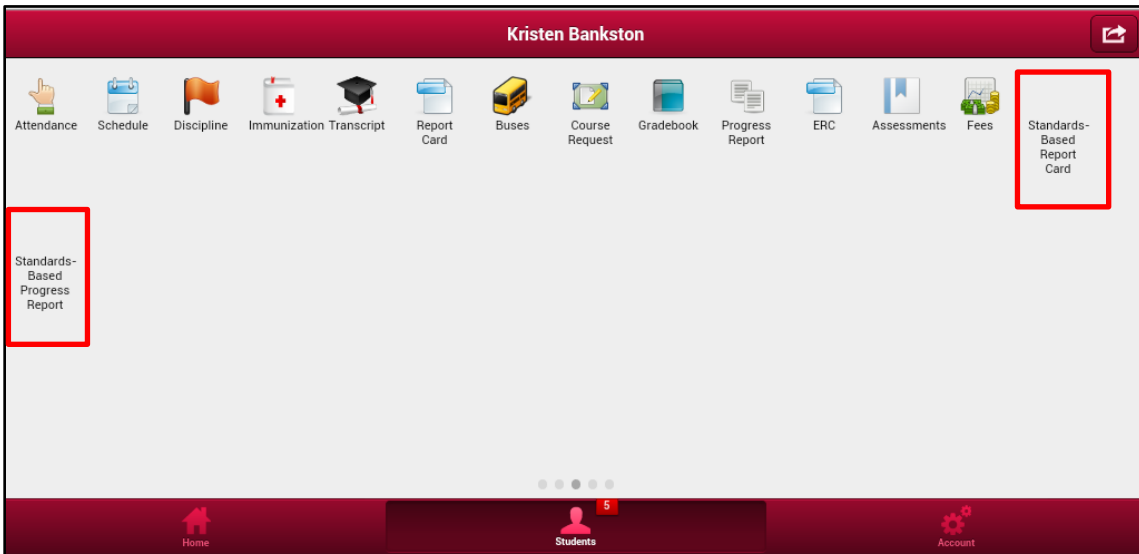 Kristen Bankston
Attendance
Schedule
Discipline
Immunization
Transcript
Report
Card
Buses
Course
Request
Gradebook
Progress
Report
ERC
Assessments
Fees
Standards-
Based
Report
Card
Standards-
Based
Progress
Report
Home
5
Students
Account